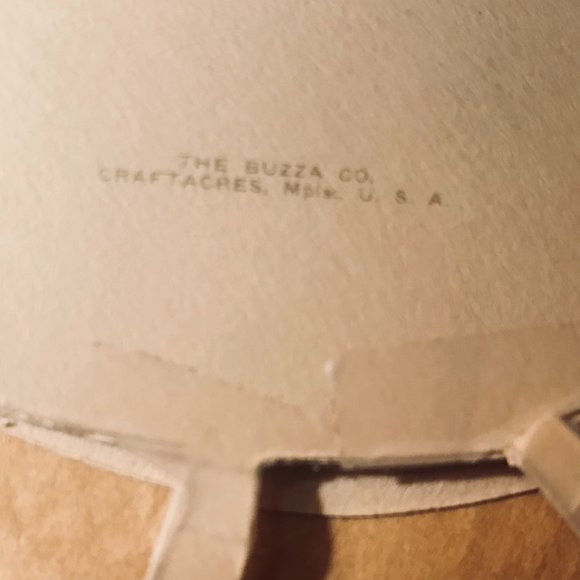 THE BUZZA CO.
CRAFTACRES, Mpls. U. S. A.